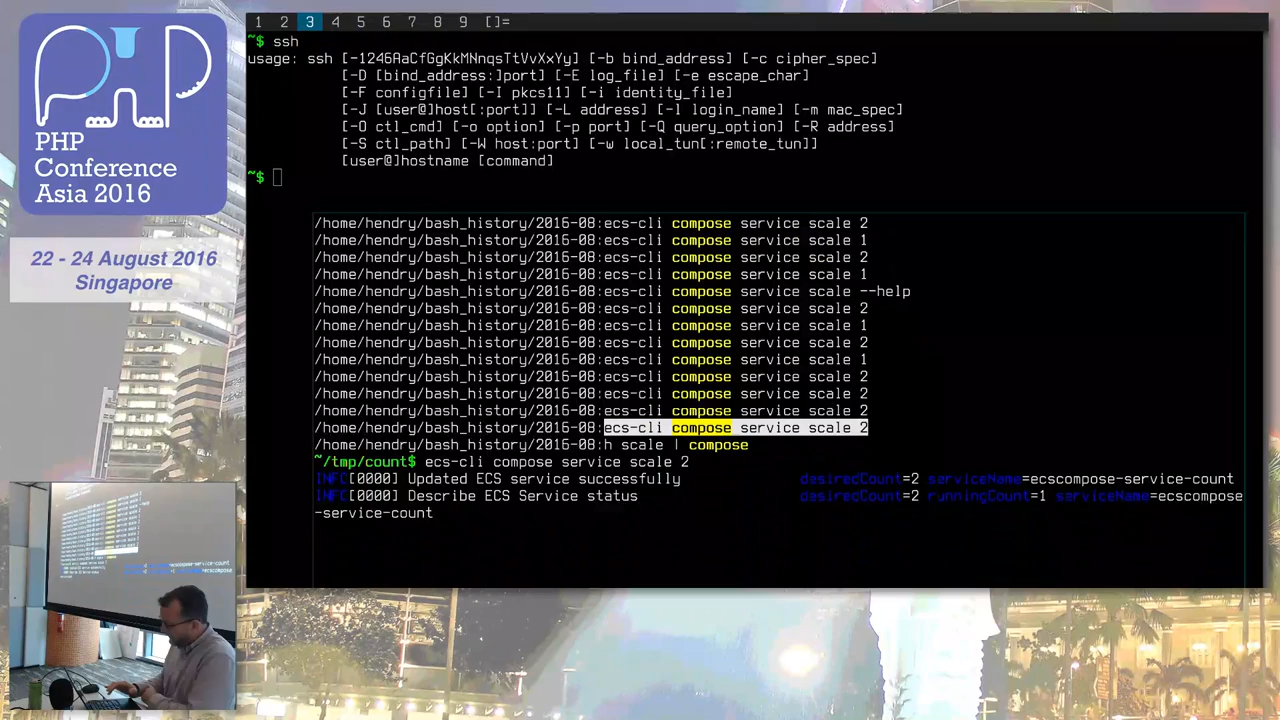 PHP
Conference
Asia 2016
22 - 24 August 2016
Singapore
1 2 3 4 5 6 7 8 9 []=
~$ ssh
usage: ssh [-1246AaCfGgKkMNnqsTtVvXxYy] [-b bind_address] [-c cipher_spec]
[-D [bind_address:]port] [-E log_file] [-e escape_char]
[-F configfile] [-I pkcs11] [-i identity_file]
[-J [user@]host[:port]] [-L address] [-l login_name] [-m mac_spec]
[-O ctl_cmd] [-o option] [-p port] [-Q query_option] [-R address]
[-S ctl_path] [-W host:port] [-w local_tun[:remote_tun]]
[user@]hostname [command]
~$
/home/hendry/bash_history/2016-08:ecs-cli compose service scale 2
/home/hendry/bash_history/2016-08:ecs-cli compose service scale 1
/home/hendry/bash_history/2016-08:ecs-cli compose service scale 2
/home/hendry/bash_history/2016-08:ecs-cli compose service scale 1
/home/hendry/bash_history/2016-08:ecs-cli compose service scale --help
/home/hendry/bash_history/2016-08:ecs-cli compose service scale 2
/home/hendry/bash_history/2016-08:ecs-cli compose service scale 1
/home/hendry/bash_history/2016-08:ecs-cli compose service scale 2
/home/hendry/bash_history/2016-08:ecs-cli compose service scale 1
/home/hendry/bash_history/2016-08:ecs-cli compose service scale 2
/home/hendry/bash_history/2016-08:ecs-cli compose service scale 2
/home/hendry/bash_history/2016-08:ecs-cli compose service scale 2
/home/hendry/bash_history/2016-08:ecs-cli compose service scale 2
/home/hendry/bash_history/2016-08:h scale | compose
~/tmp/count$ ecs-cli compose service scale 2
INFO[0000] Updated ECS service successfully desiredCount=2 serviceName=ecscompose-service-count
INFO[0000] Describe ECS Service status desiredCount=2 runningCount=1 serviceName=ecscompose
-service-count